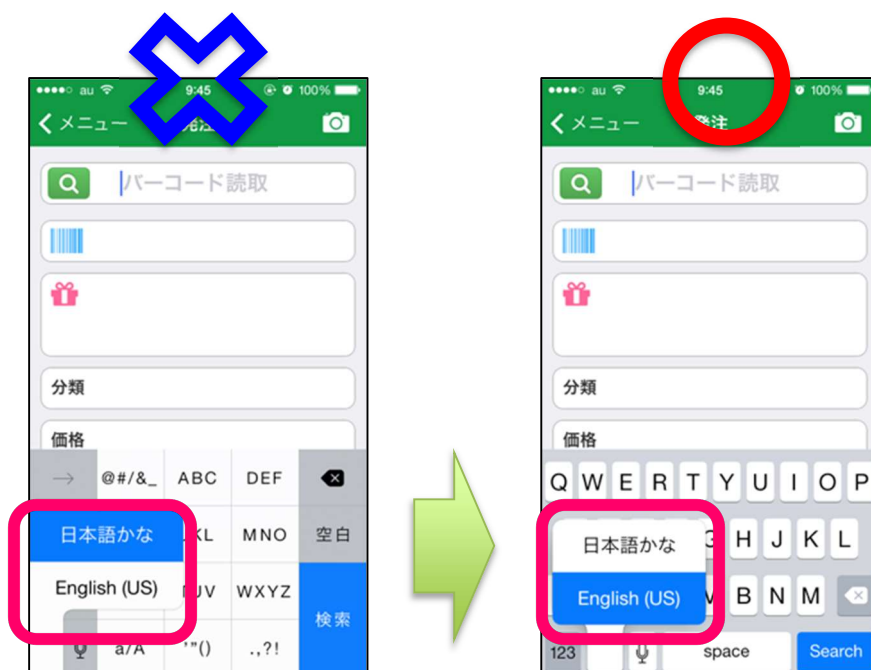 au 9:45 100%
メニュー 発注
バーコード読取
分類
価格
→ @#/&_ ABC DEF
日本語かな KL MNO 空白
English (US) UV WXYZ
検索
a/A '"() .,?!
au 9:45 100%
メニュー 発注
バーコード読取
分類
価格
Q W E R T Y U I O P
日本語かな H J K L
English (US) B N M
123 space Search